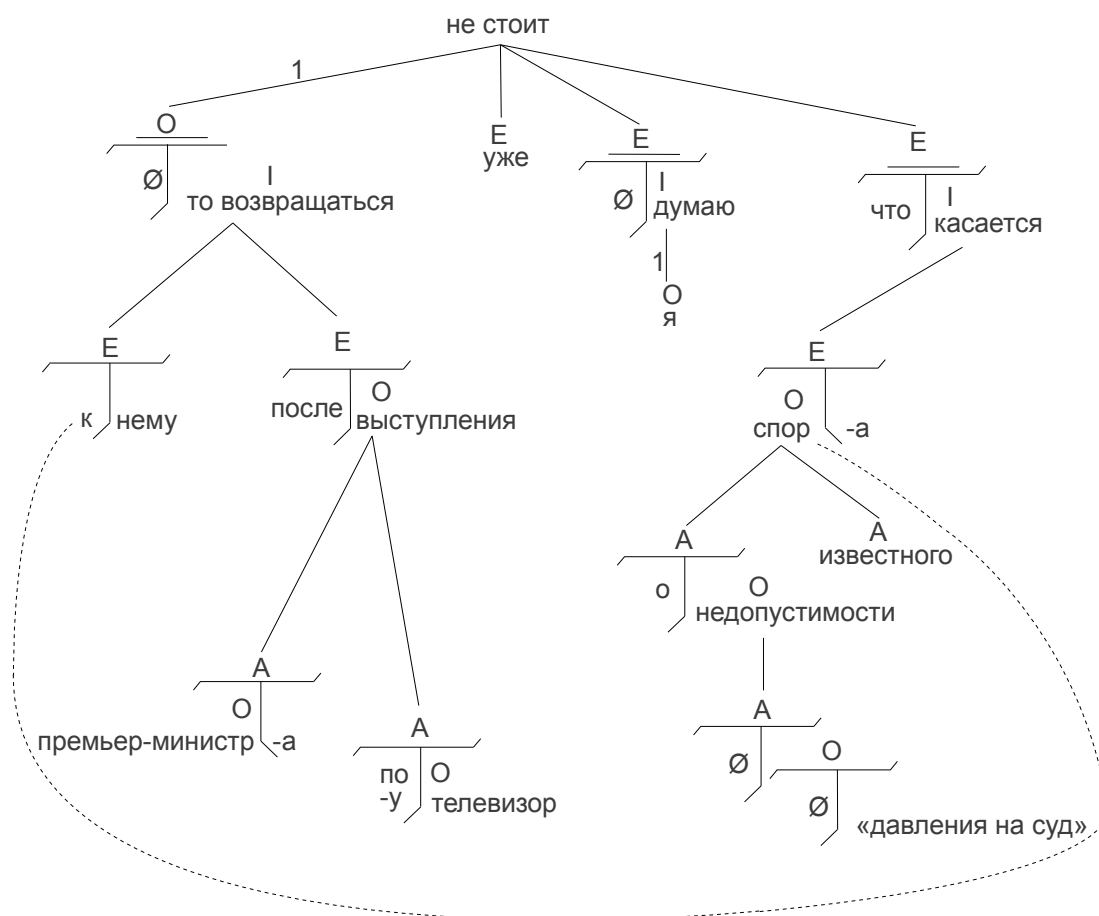 не стоит
1
О
Е
уже
Е
Е
Ø
I
то возвращаться
Ø
I
думаю
что
I
касается
1
О
я
Е
Е
Е
к
нему
после
О
выступления
О
спор
-а
А
А
известного
о
О
недопустимости
А
О
премьер-министр
-а
А
по
-у
О
телевизор
А
Ø
О
Ø
«давления на суд»